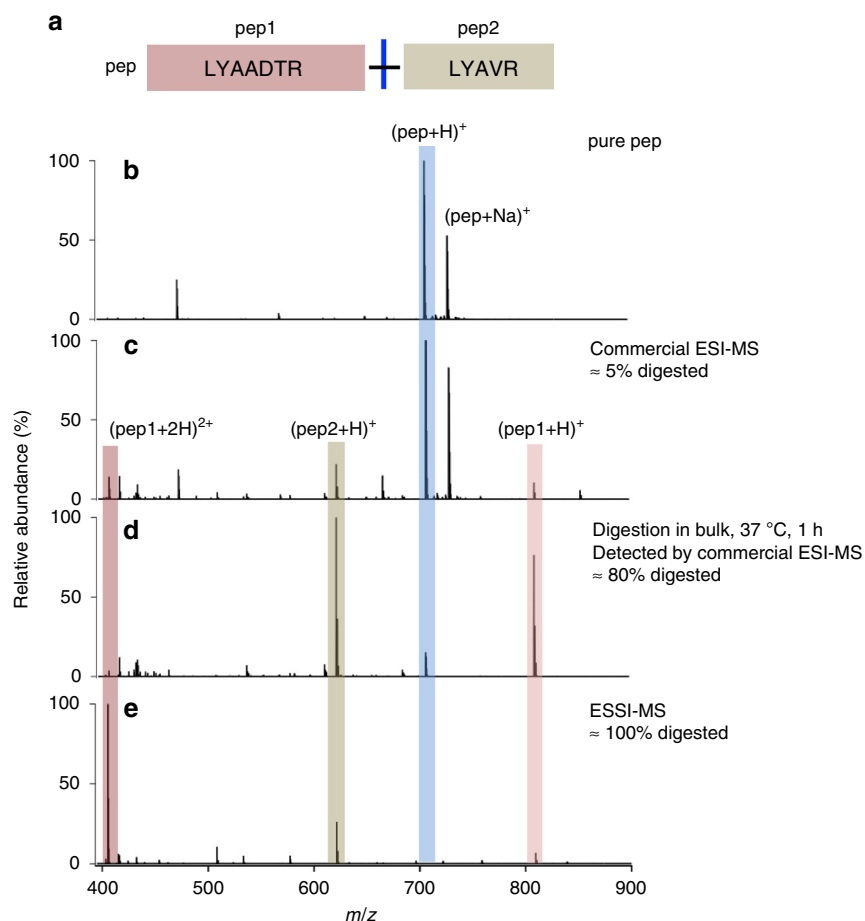 a
pep1
pep2
pep
LYAADTR
LYAVR
(pep+H)+
pure pep
b
(pep+Na)+
100
50
0
c
Commercial ESI-MS
≈ 5% digested
100
50
0
(pep1+2H)2+
(pep2+H)+
(pep1+H)+
d
Digestion in bulk, 37 °C, 1 h
Detected by commercial ESI-MS
≈ 80% digested
100
50
0
e
ESSI-MS
≈ 100% digested
100
50
0
Relative abundance (%)
400 500 600 700 800 900
m/z